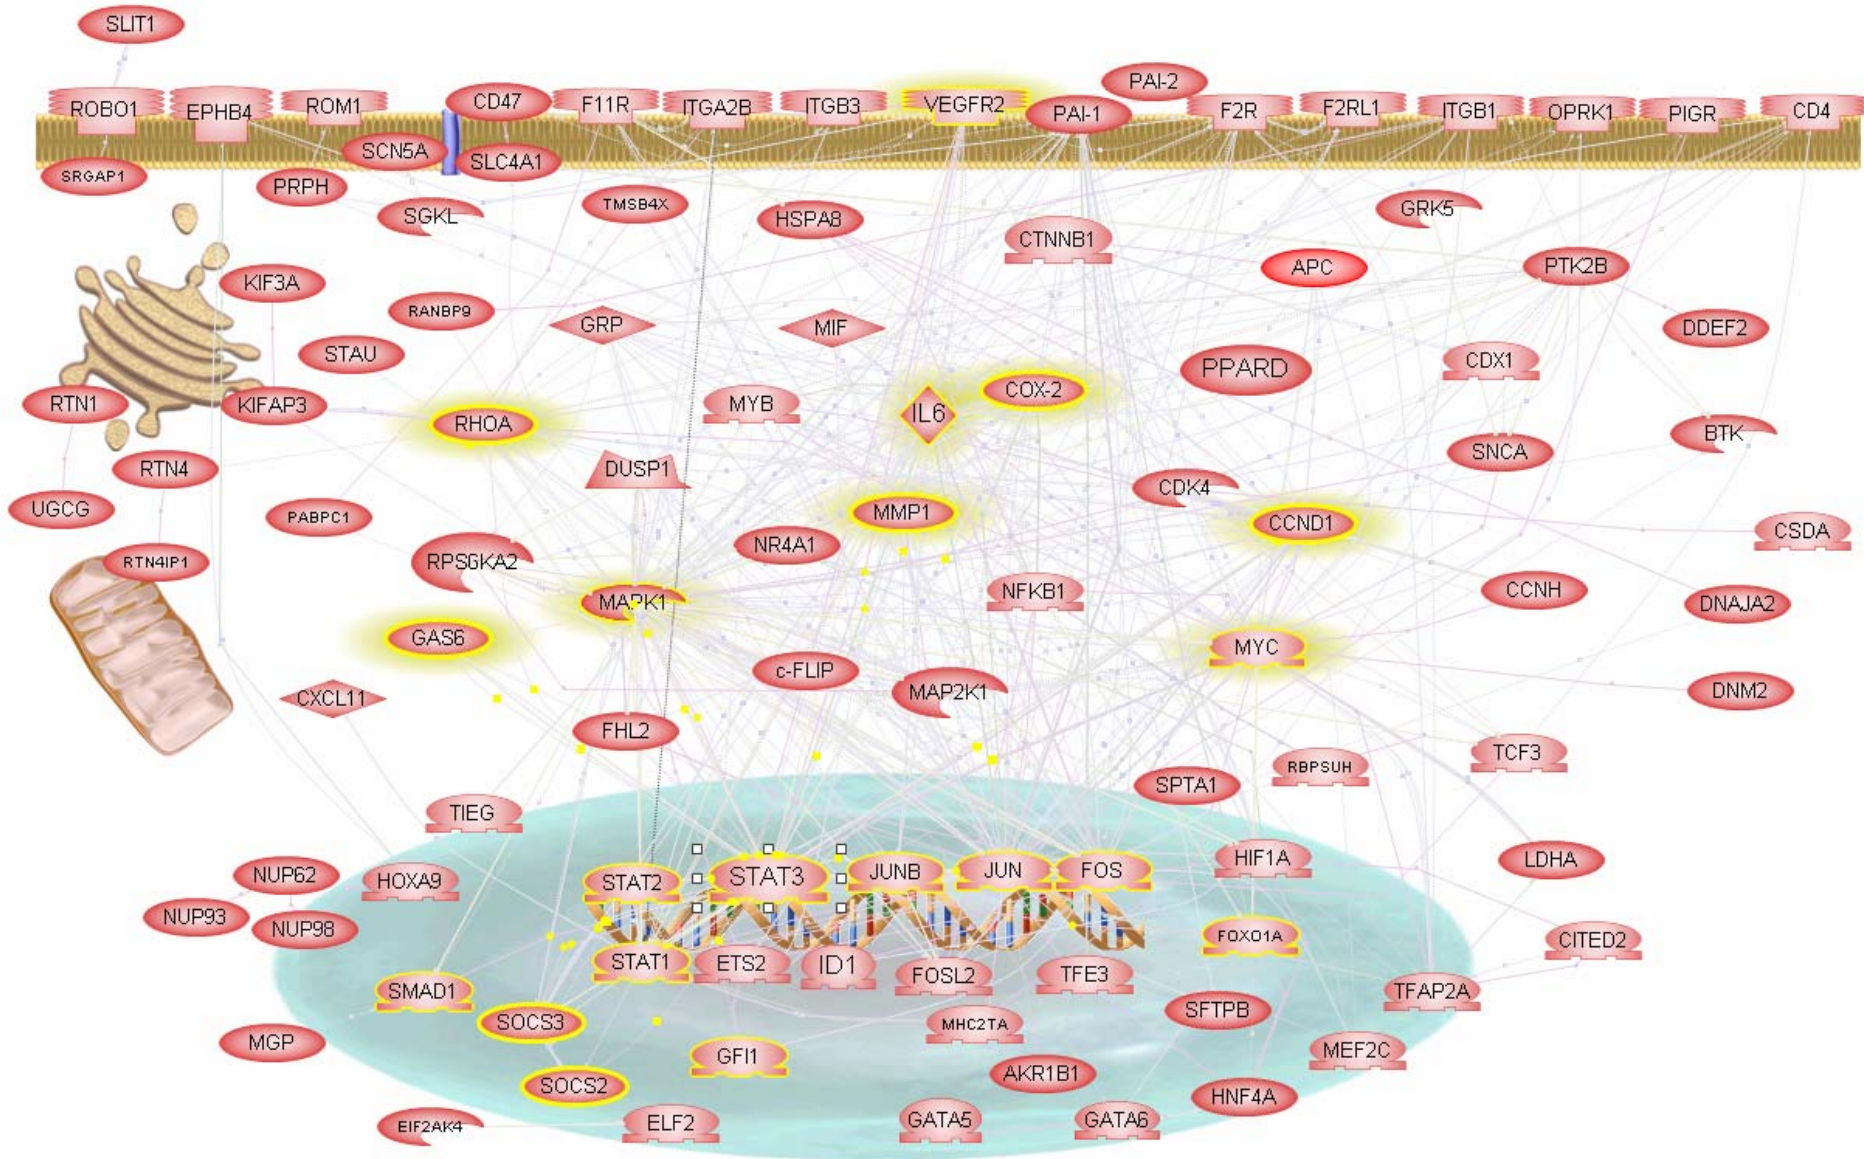 SLIT1
PAI-2
ROBO1
EPHB4
ROM1
CD47
F11R
ITGA2B
ITGB3
VEGFR2
PAI-1
F2R
F2RL1
ITGB1
OPRK1
PIGR
CD4
SCN5A
SLC4A1
SRGAP1
PRPH
SGKL
TMSB4X
HSPA8
CTNNB1
GRK5
APC
PTK2B
KIF3A
RANBP9
GRP
MIF
DDEF2
STAU
PPARD
CDX1
RTN1
KIFAP3
RHOA
MYB
IL6
COX-2
BTK
RTN4
DUSP1
SNCA
CDK4
UGCG
PABPC1
MMP1
CCND1
CSDA
RTN4IP1
RPS6KA2
NR4A1
MAPK1
NFKB1
CCNH
DNAJA2
GAS6
MYC
CXCL11
c-FLIP
MAP2K1
DNM2
FHL2
TCF3
RBPSUH
SPTA1
TIEG
NUP62
HOXA9
STAT2
STAT3
JUNB
JUN
FOS
HIF1A
LDHA
NUP93
NUP98
FOXO1A
CITED2
STAT1
ETS2
ID1
FOSL2
TFE3
SMAD1
TFAP2A
SOCS3
MHC2TA
SFTPB
MGP
GFI1
MEF2C
SOCS2
AKR1B1
HNF4A
EIF2AK4
ELF2
GATA5
GATA6